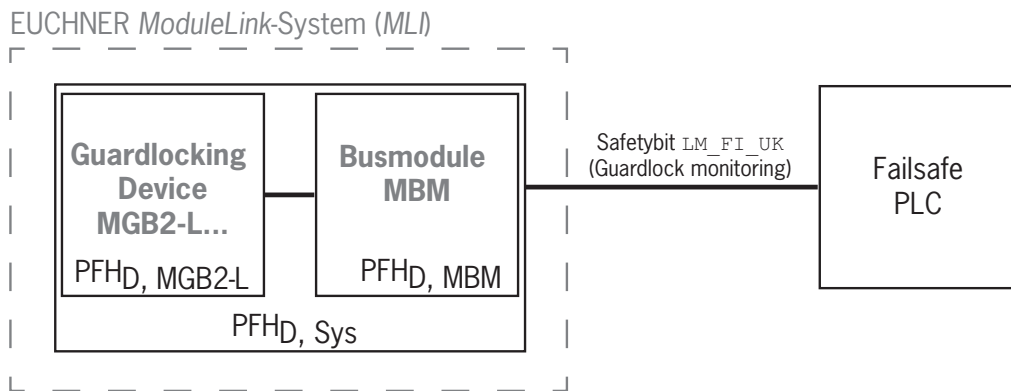 EUCHNER ModuleLink-System (MLI)
Guardlocking
Device
MGB2-L...
PFHD, MGB2-L
Busmodule
MBM
PFHD, MBM
PFHD, Sys
Safetybit LM_FI_UK
(Guardlock monitoring)
Failsafe
PLC